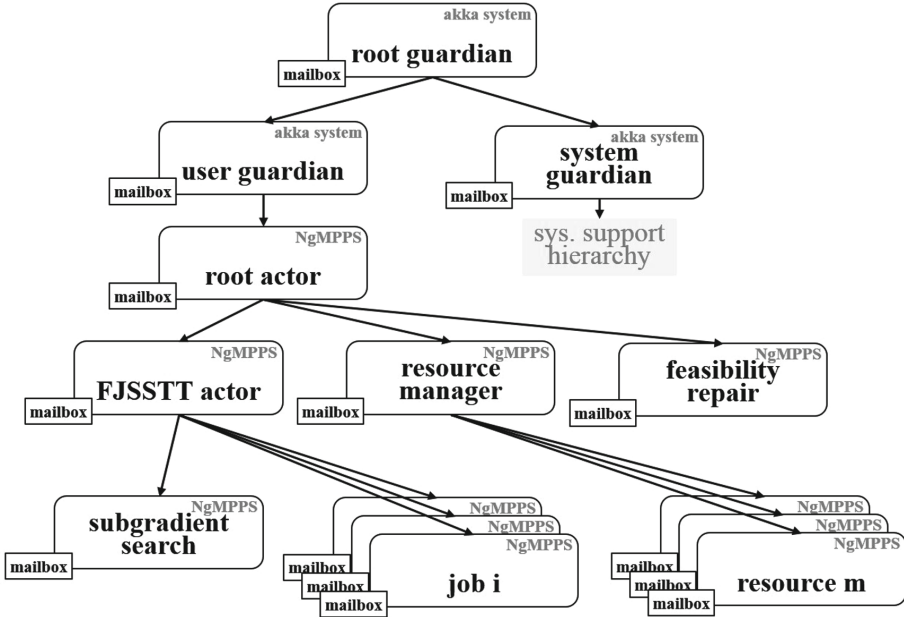 akka system
root guardian
mailbox
akka system
user guardian
mailbox
akka system
system
guardian
mailbox
sys. support
hierarchy
NgMPPS
root actor
mailbox
NgMPPS
FJSSTT actor
mailbox
NgMPPS
resource
manager
mailbox
NgMPPS
feasibility
repair
mailbox
NgMPPS
subgradient
search
mailbox
NgMPPS
NgMPPS
NgMPPS
job i
mailbox
mailbox
mailbox
NgMPPS
NgMPPS
NgMPPS
resource m
mailbox
mailbox
mailbox